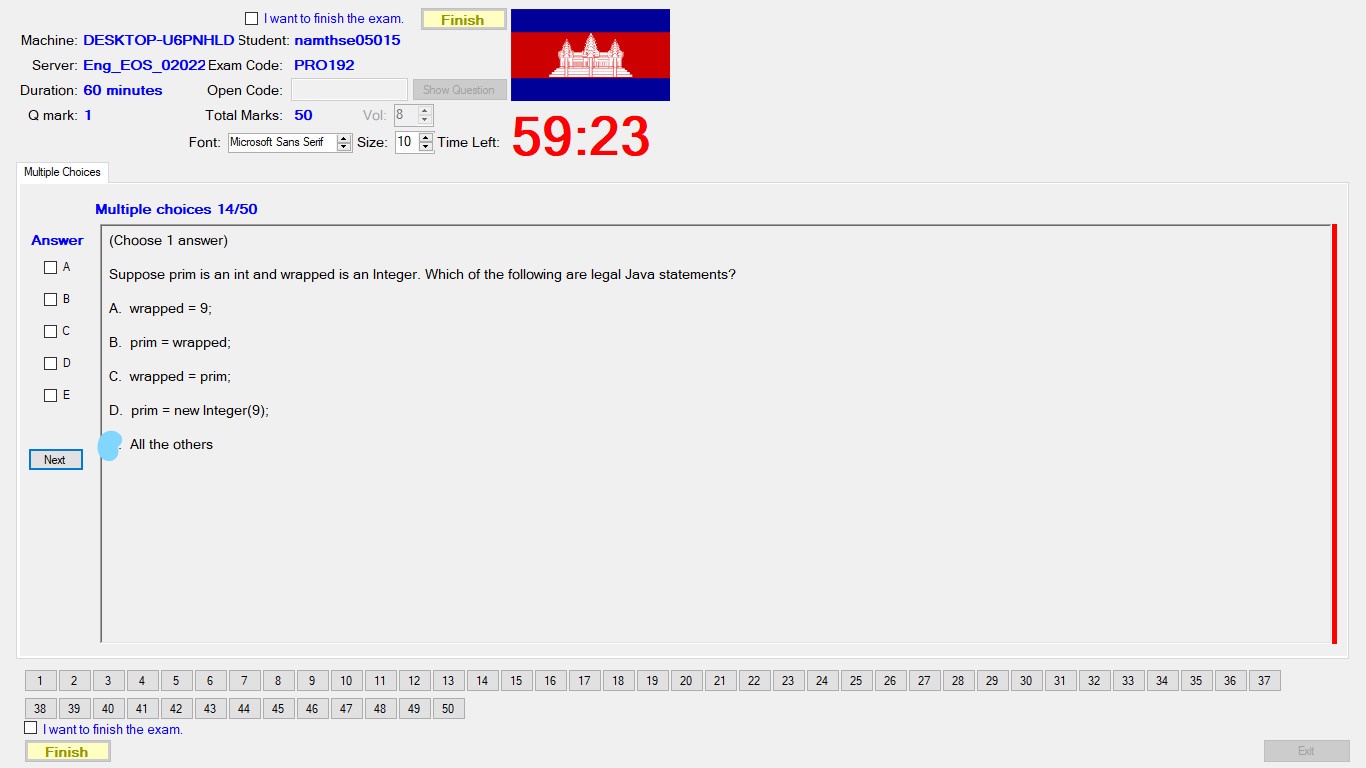 I want to finish the exam. Finish
Machine: DESKTOP-U6PNHLD Student: namthse05015
Server: Eng_EOS_02022 Exam Code: PRO192
Duration: 60 minutes Open Code: Show Question
Q mark: 1 Total Marks: 50 Vol: 8
Font: Microsoft Sans Serif Size: 10 Time Left: 59:23
Multiple Choices
Multiple choices 14/50
Answer
A
B
C
D
E
Next
(Choose 1 answer)
Suppose prim is an int and wrapped is an Integer. Which of the following are legal Java statements?
A. wrapped = 9;
B. prim = wrapped;
C. wrapped = prim;
D. prim = new Integer(9);
. All the others
1 2 3 4 5 6 7 8 9 10 11 12 13 14 15 16 17 18 19 20 21 22 23 24 25 26 27 28 29 30 31 32 33 34 35 36 37
38 39 40 41 42 43 44 45 46 47 48 49 50
I want to finish the exam.
Finish Exit